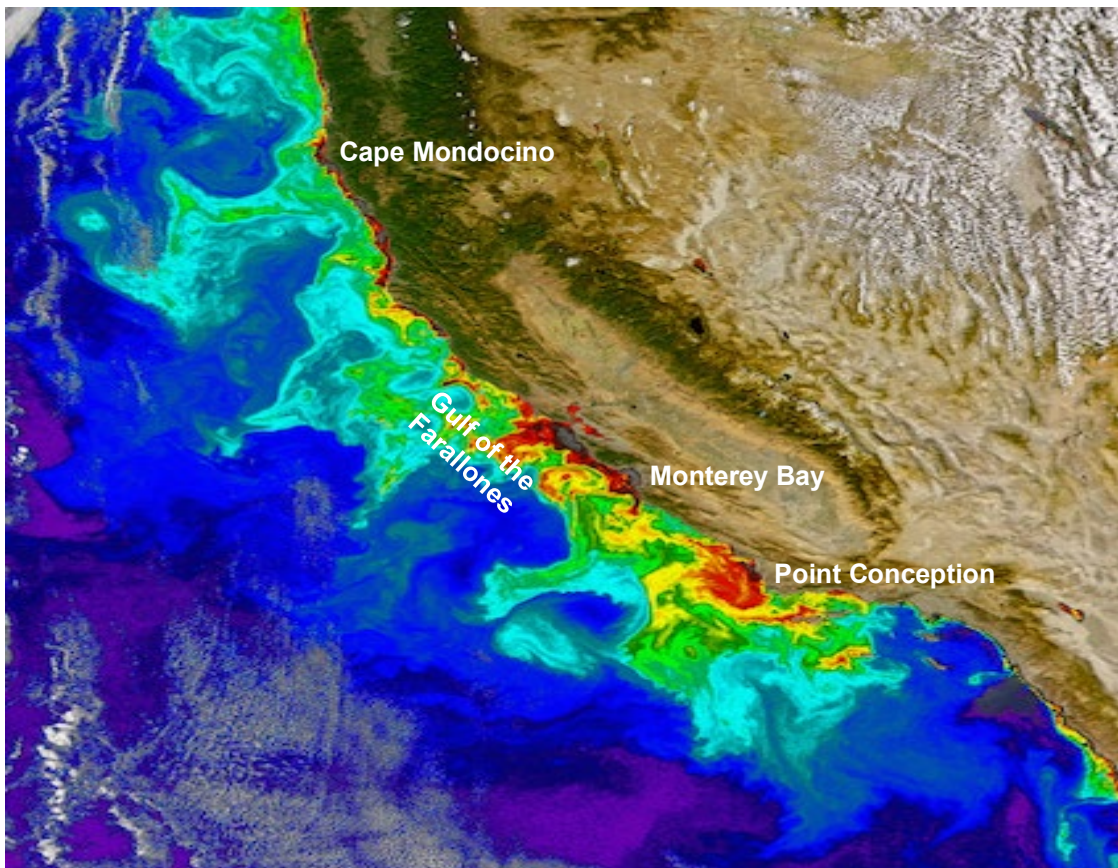 Cape Mondocino
Gulf of the
Farallones
Monterey Bay
Point Conception